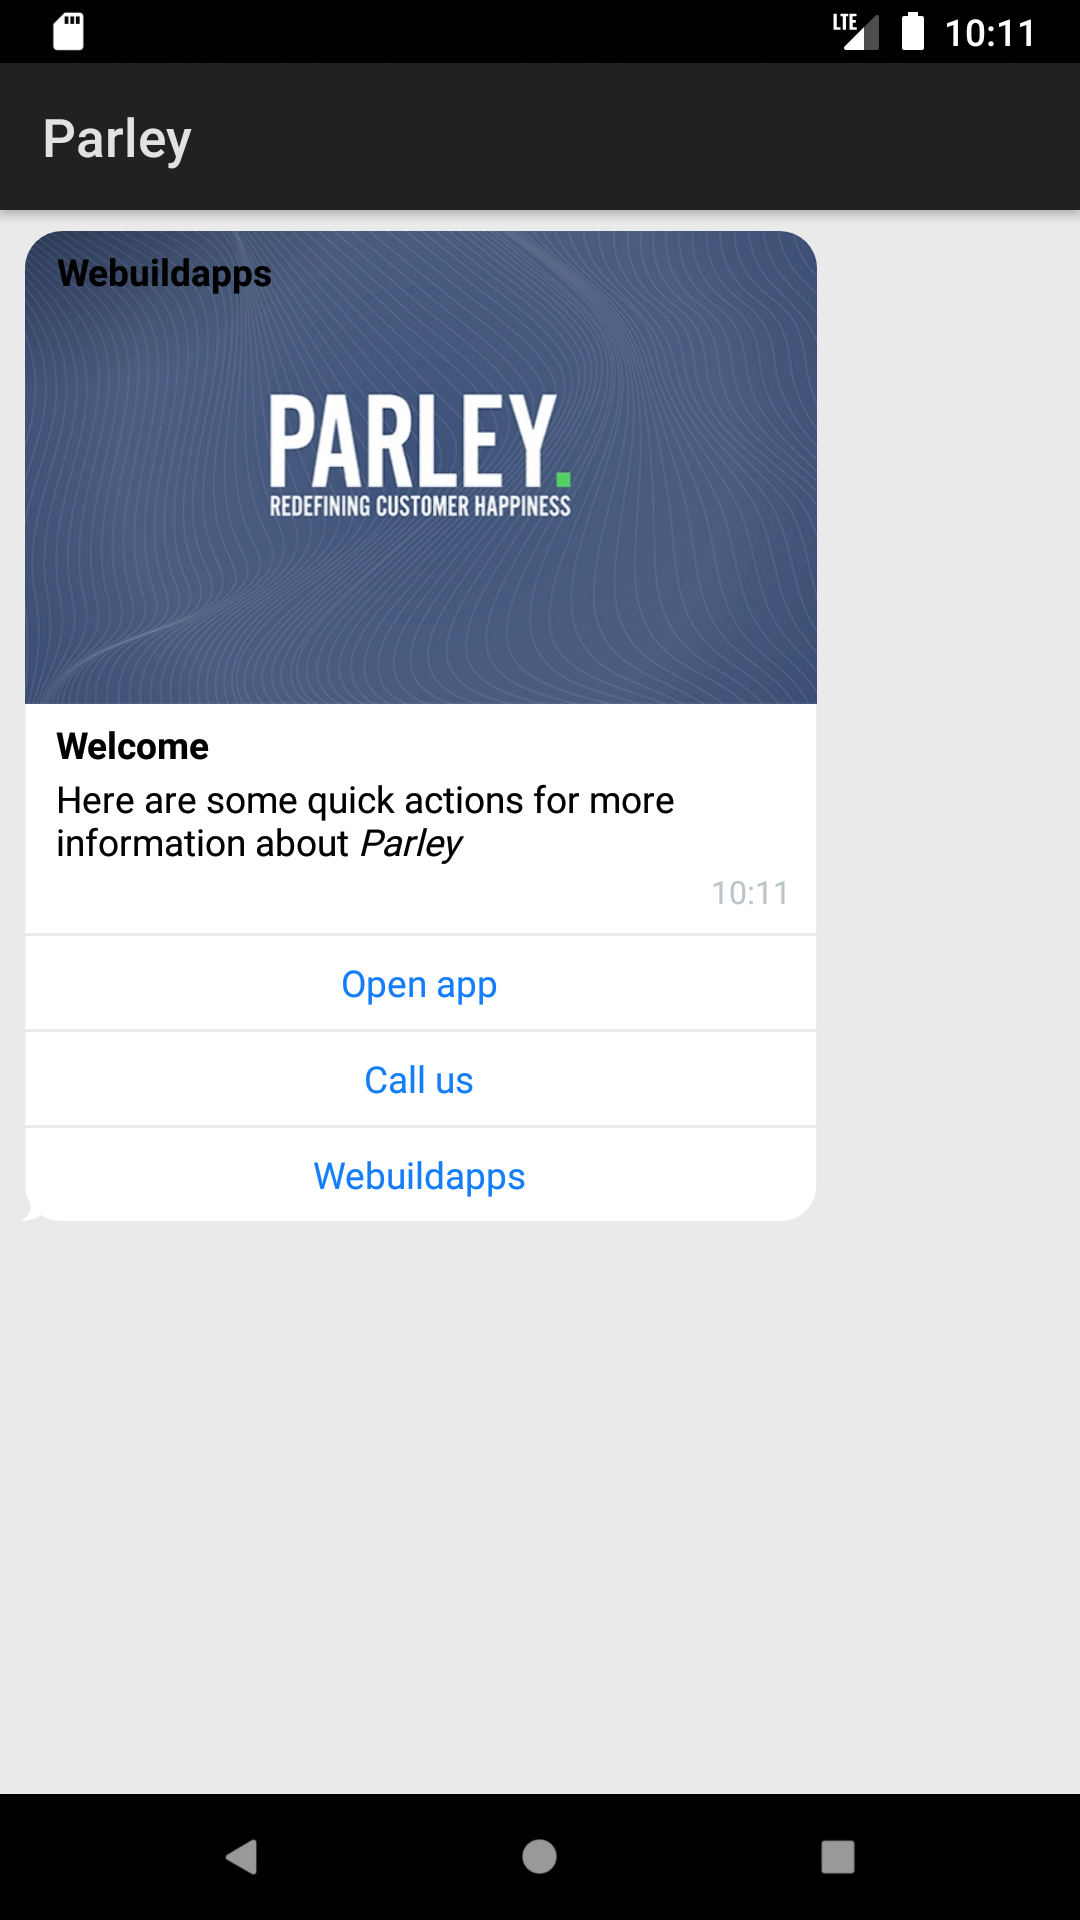 LTE 10:11
Parley
Webuildapps
PARLEY.
REDEFINING CUSTOMER HAPPINESS
Welcome
Here are some quick actions for more
information about Parley
10:11
Open app
Call us
Webuildapps